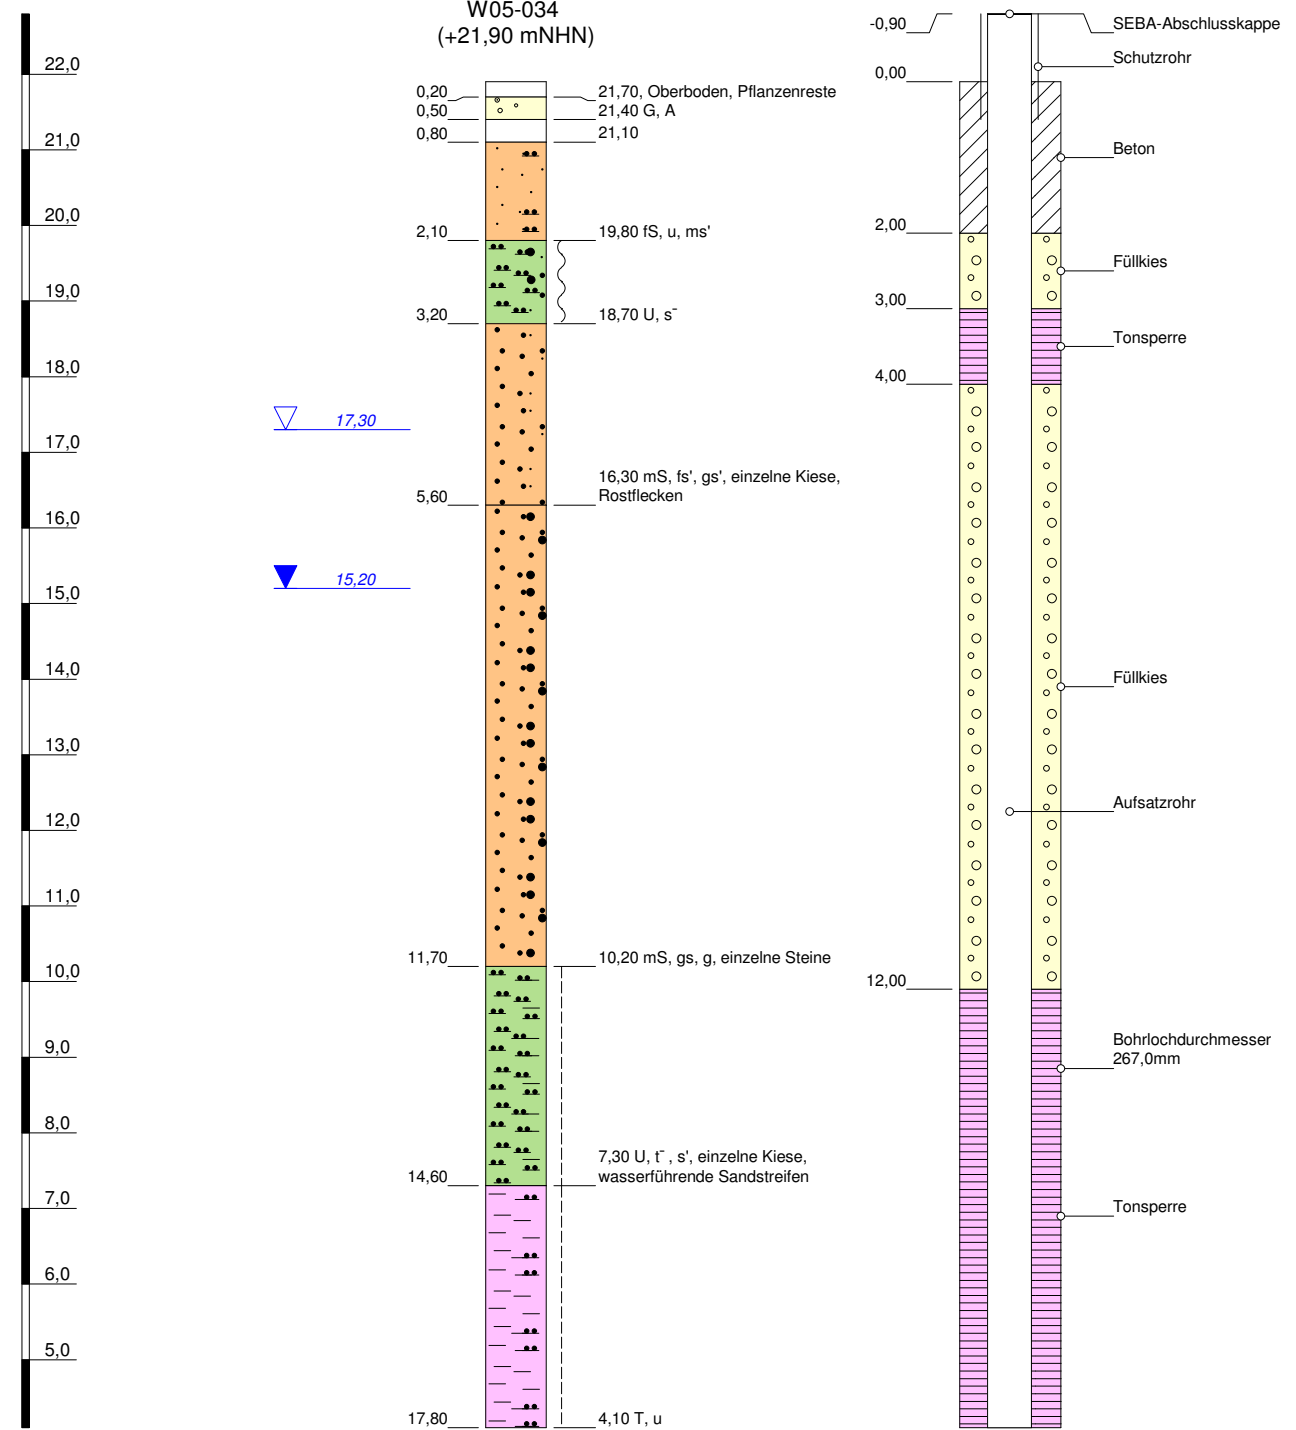 W05-034
(+21,90 mNHN)
22,0
21,0
20,0
19,0
18,0
17,0
16,0
15,0
14,0
13,0
12,0
11,0
10,0
9,0
8,0
7,0
6,0
5,0
17,30
15,20
0,20
0,50
0,80
2,10
3,20
5,60
11,70
14,60
17,80
21,70, Oberboden, Pflanzenreste
21,40 G, A
21,10
19,80 fS, u, ms'
18,70 U, s¯
16,30 mS, fs', gs', einzelne Kiese,
Rostflecken
10,20 mS, gs, g, einzelne Steine
7,30 U, t¯ , s', einzelne Kiese,
wasserführende Sandstreifen
4,10 T, u
-0,90
0,00
2,00
3,00
4,00
12,00
SEBA-Abschlusskappe
Schutzrohr
Beton
Füllkies
Tonsperre
Füllkies
Aufsatzrohr
Bohrlochdurchmesser
267,0mm
Tonsperre